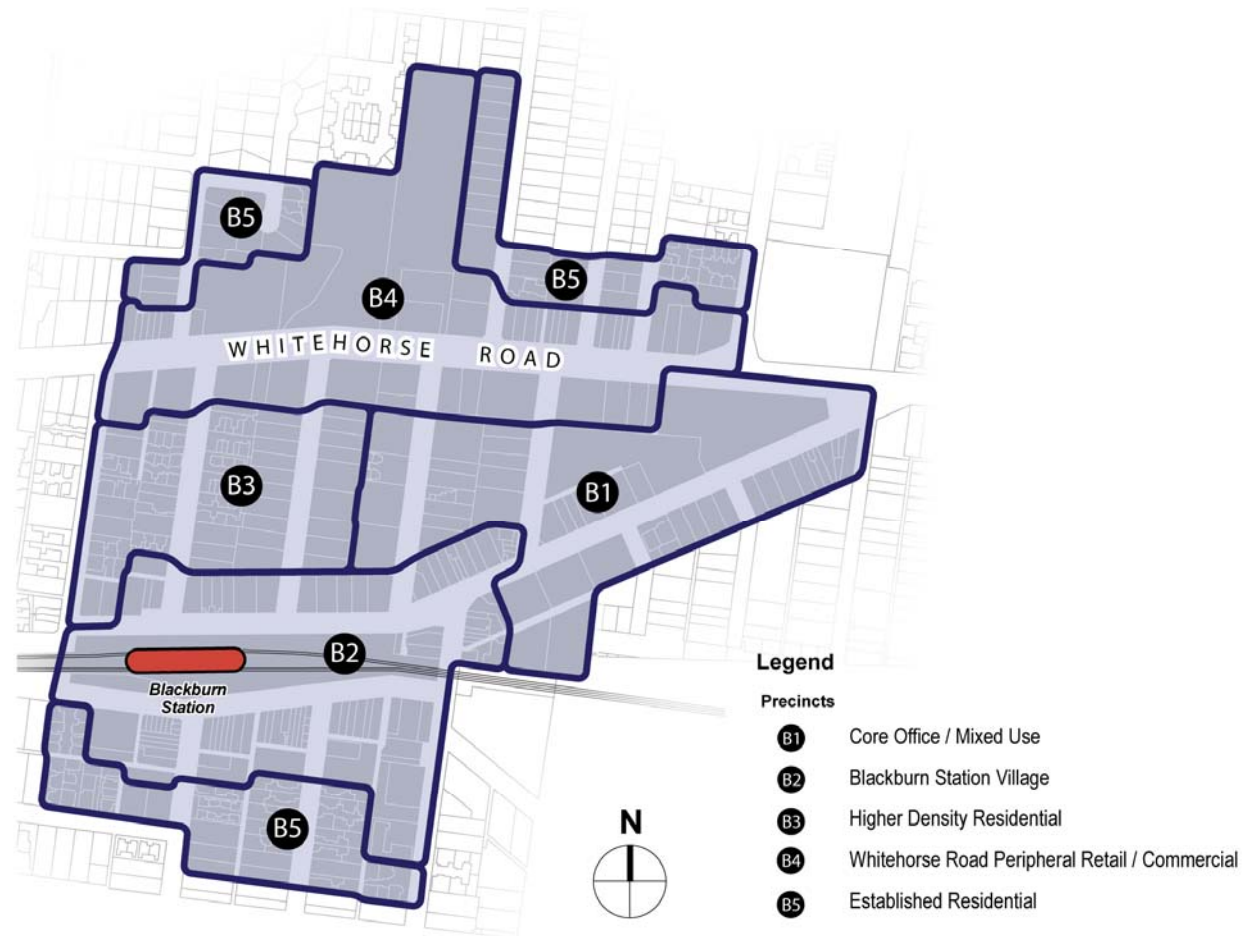 B5
B5
B4
WHITEHORSE ROAD
B3
B1
B2
Blackburn
Station
B5
N
Legend
Precincts
B1 Core Office / Mixed Use
B2 Blackburn Station Village
B3 Higher Density Residential
B4 Whitehorse Road Peripheral Retail / Commercial
B5 Established Residential